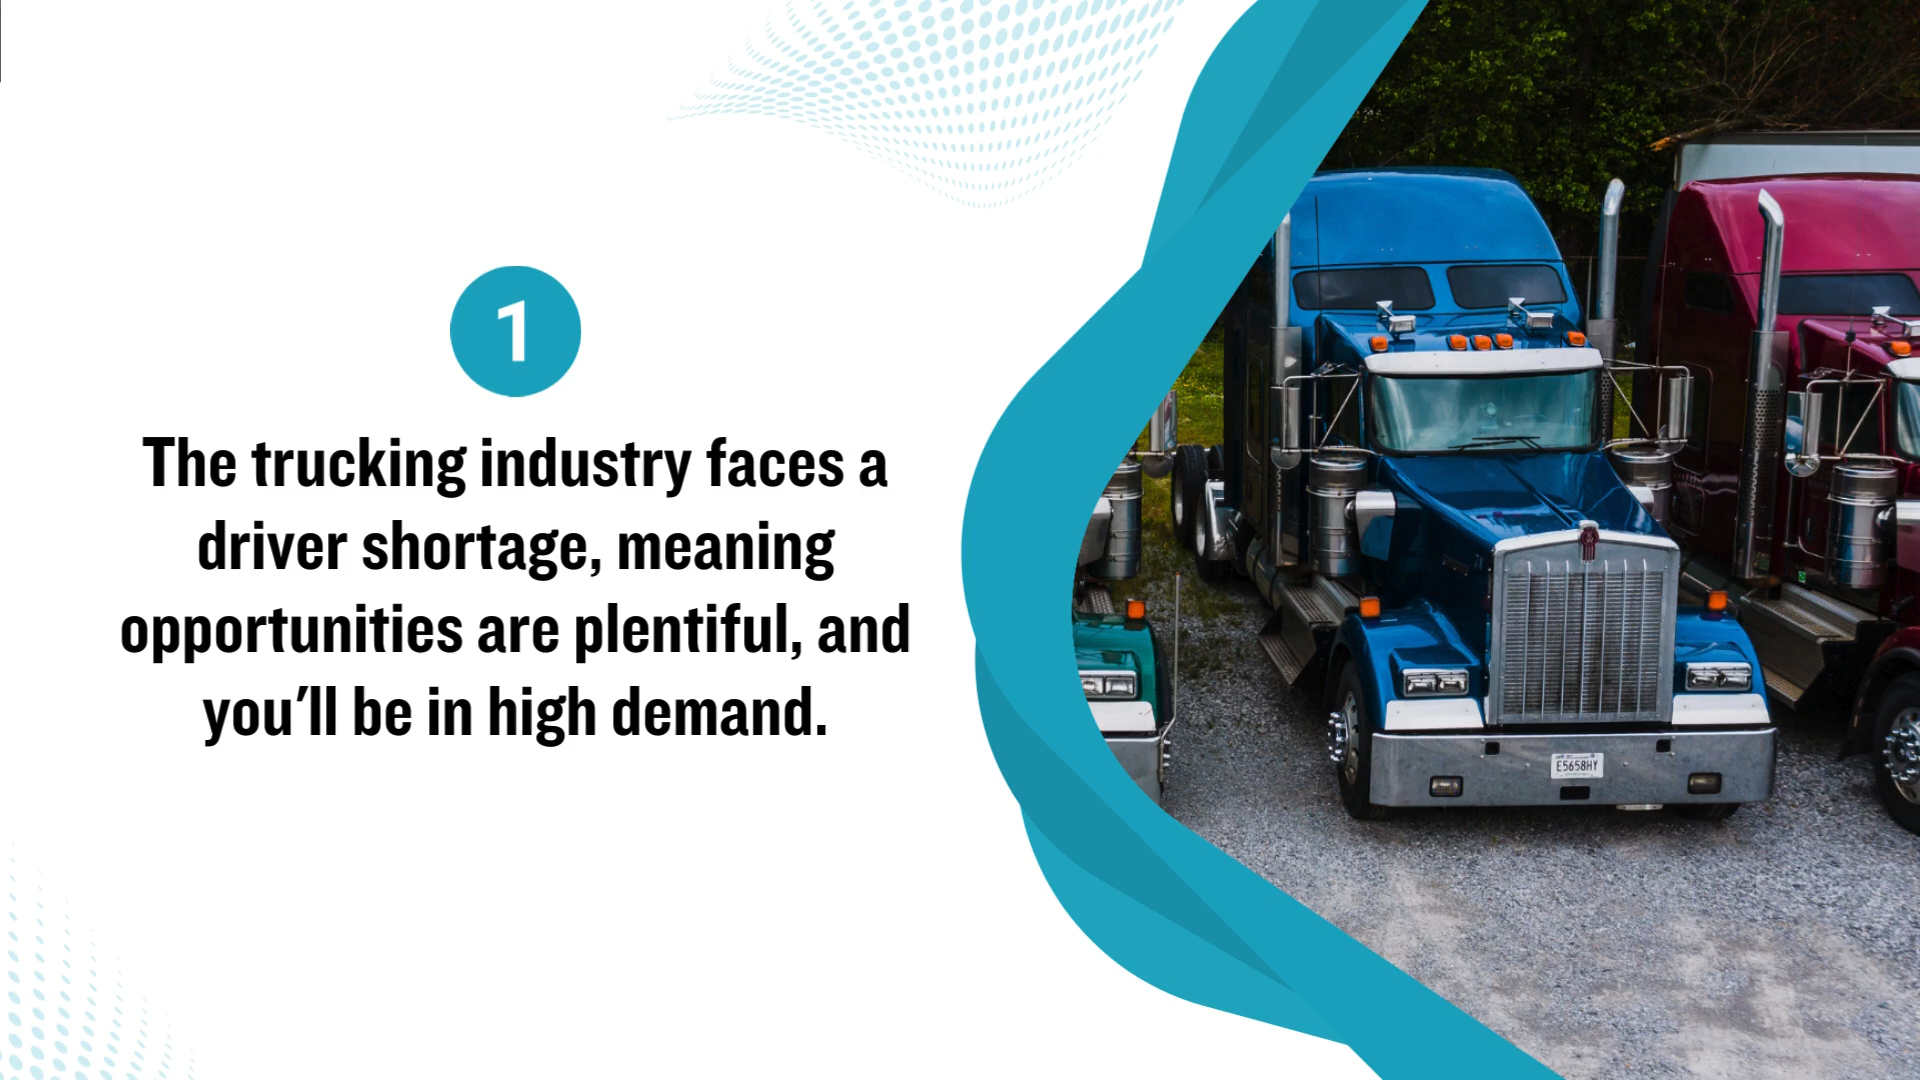 1
The trucking industry faces a
driver shortage, meaning
opportunities are plentiful, and
you'll be in high demand.
E5658HY